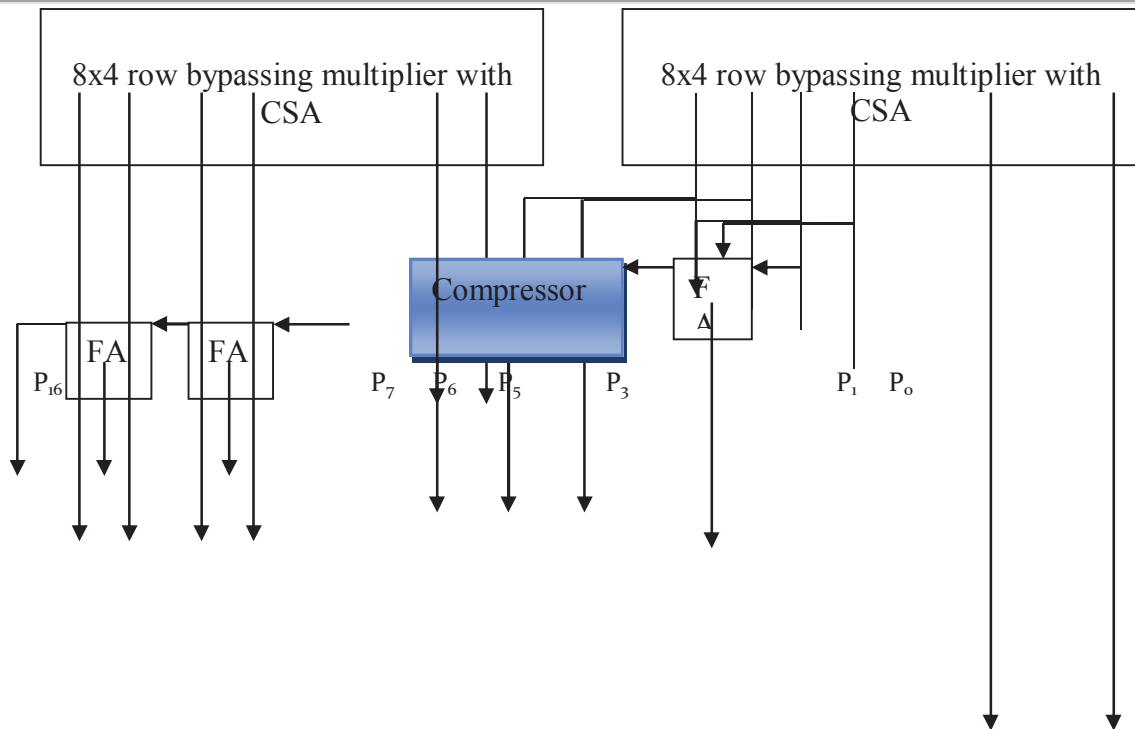 8x4 row bypassing multiplier with
CSA
8x4 row bypassing multiplier with
CSA
Compressor
F
A
FA
FA
P₁₆
P₇
P₆
P₅
P₃
P₁
P₀